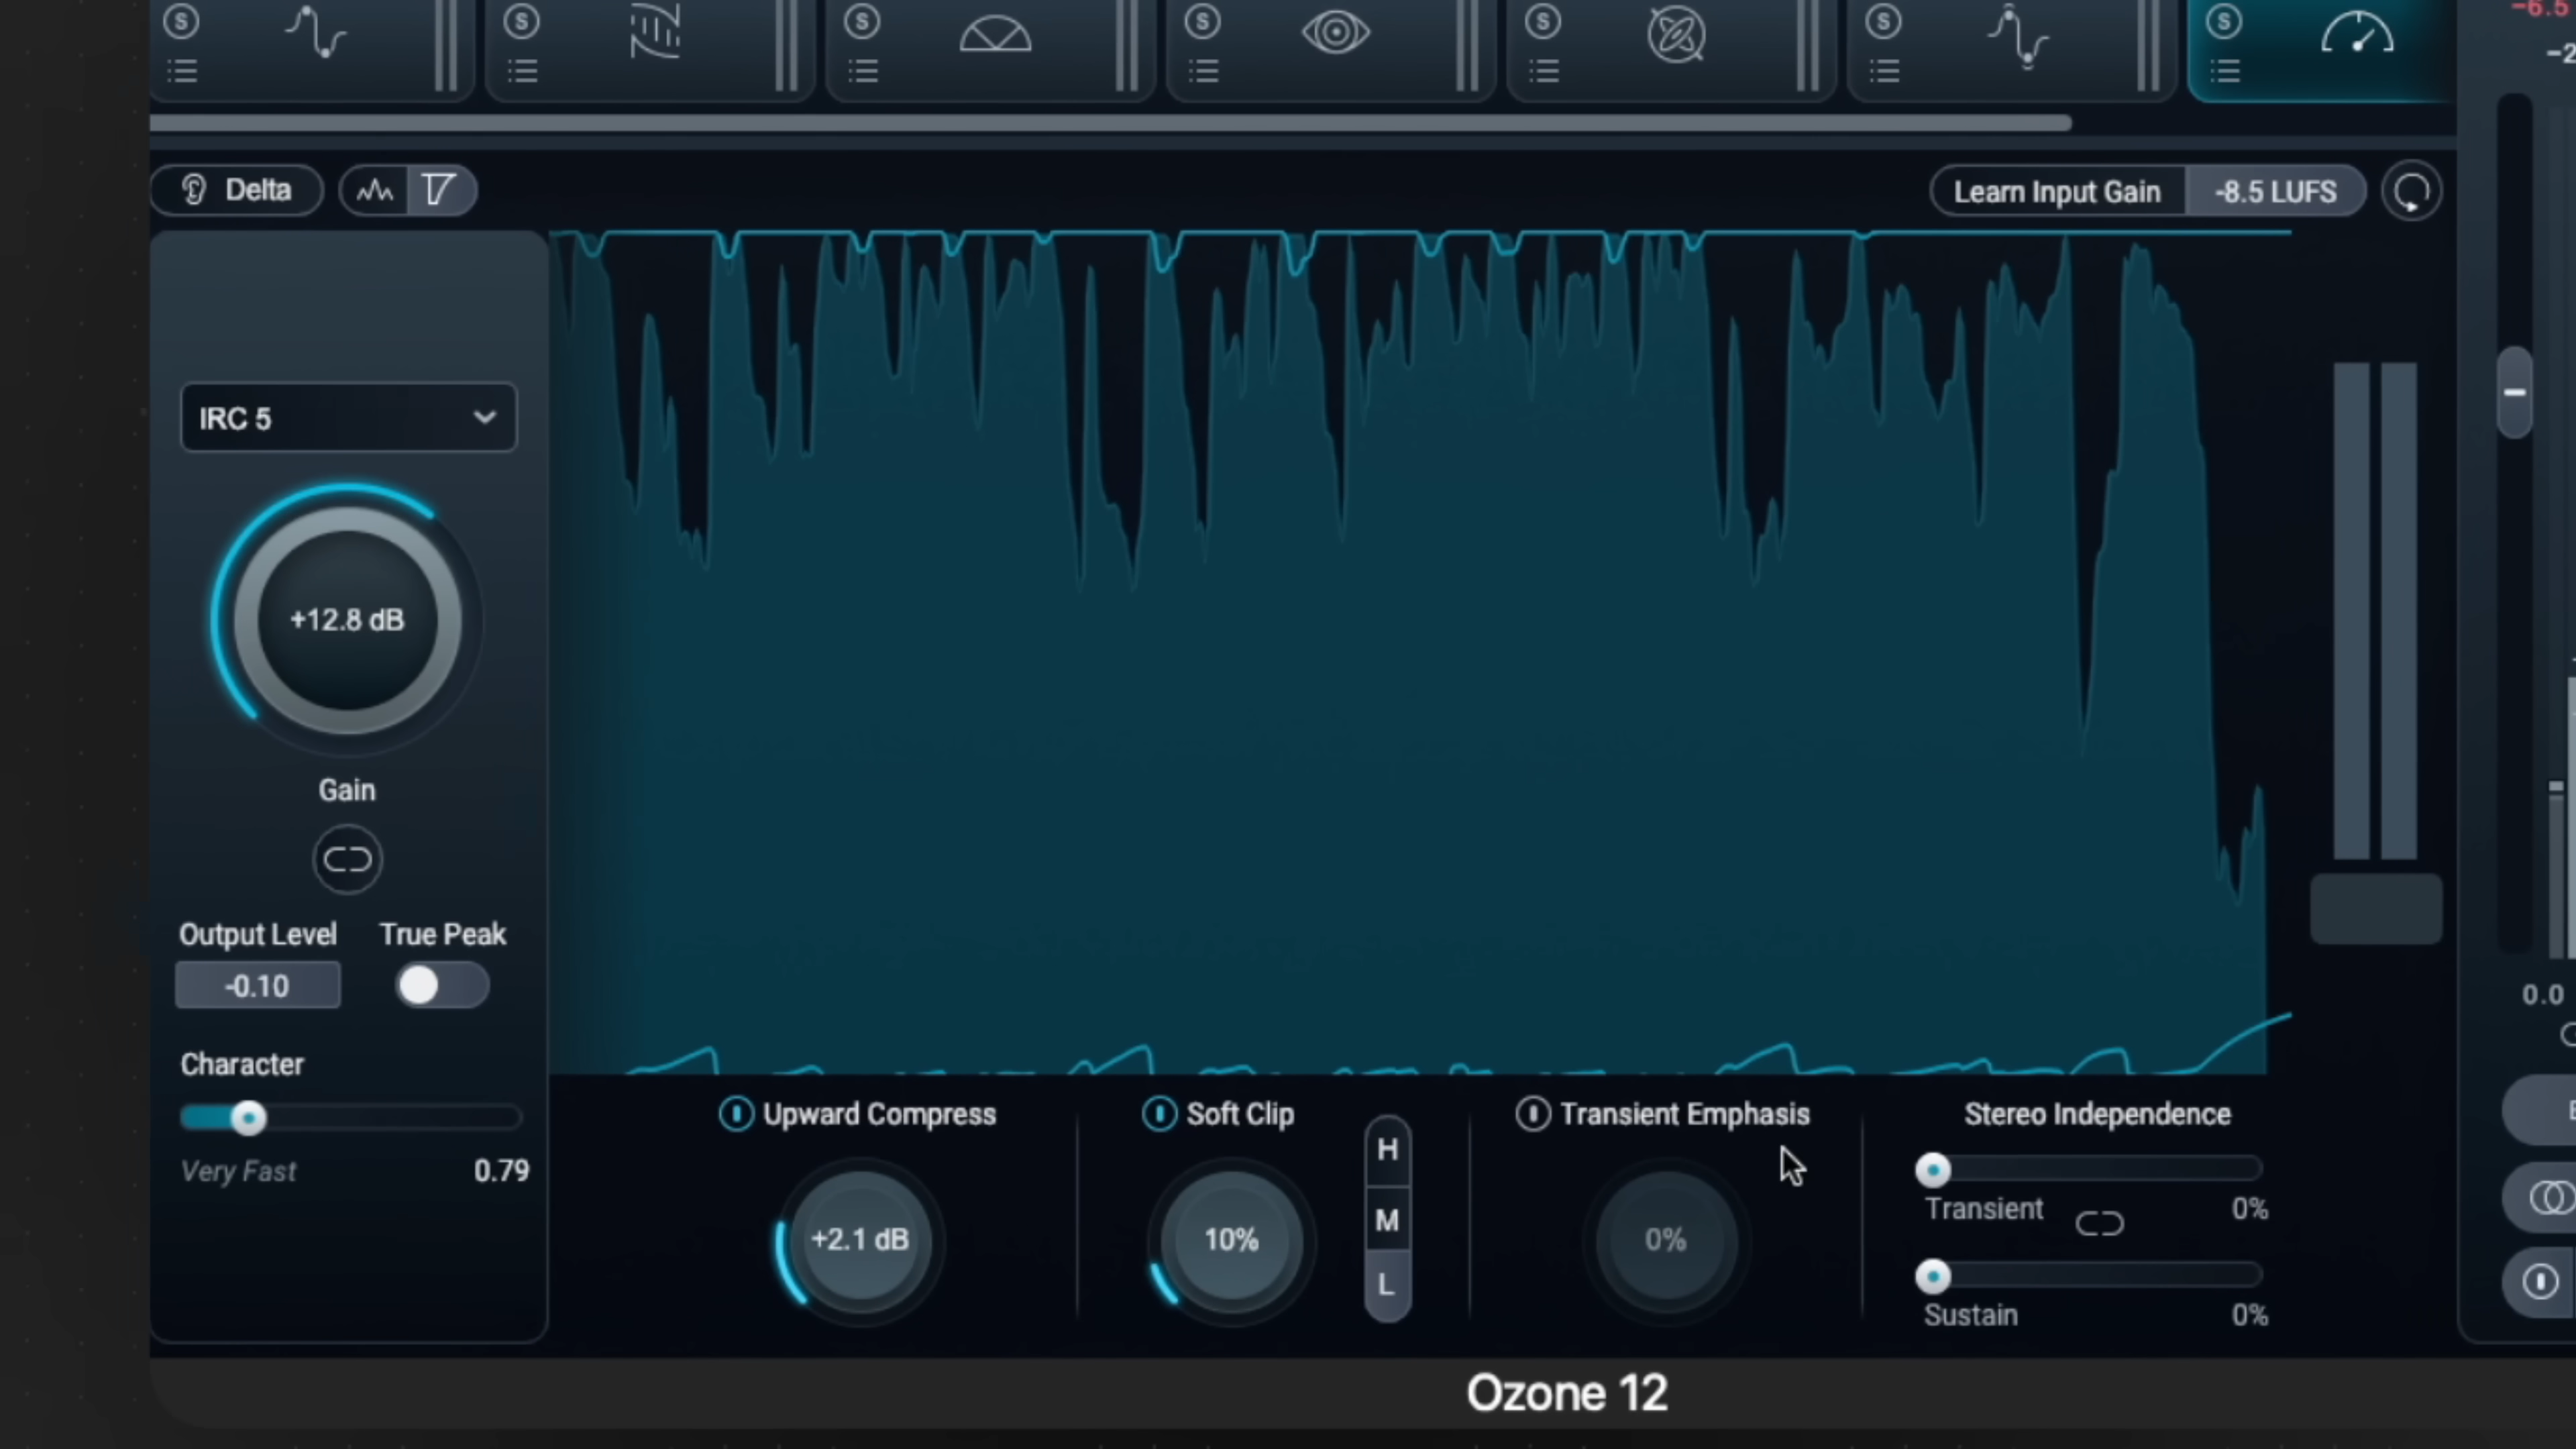 S
S
S
S
S
S
S
-6.5
Delta
Learn Input Gain
-8.5 LUFS
IRC 5
+12.8 dB
Gain
Output Level
True Peak
-0.10
0.0
Character
Very Fast
0.79
Upward Compress
+2.1 dB
Soft Clip
10%
H
M
L
Transient Emphasis
0%
Stereo Independence
Transient
0%
Sustain
0%
Ozone 12